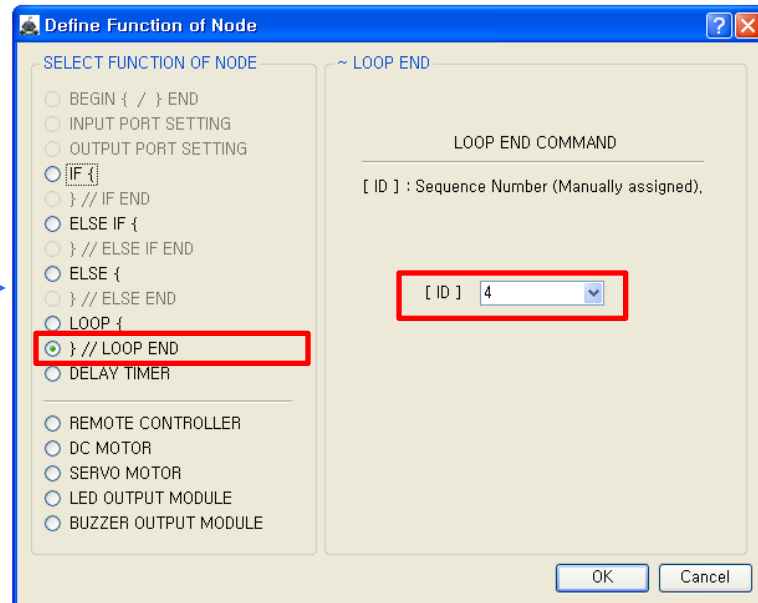 Define Function of Node
SELECT FUNCTION OF NODE
BEGIN { / } END
INPUT PORT SETTING
OUTPUT PORT SETTING
IF {
} // IF END
ELSE IF {
} // ELSE IF END
ELSE {
} // ELSE END
LOOP {
} // LOOP END
DELAY TIMER
REMOTE CONTROLLER
DC MOTOR
SERVO MOTOR
LED OUTPUT MODULE
BUZZER OUTPUT MODULE
~ LOOP END
LOOP END COMMAND
[ ID ] : Sequence Number (Manually assigned),
[ ID ] 4
OK Cancel